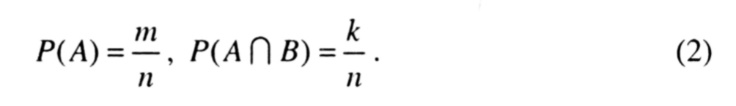 P(A) = m/n , P(A ⋂ B) = k/n . (2)